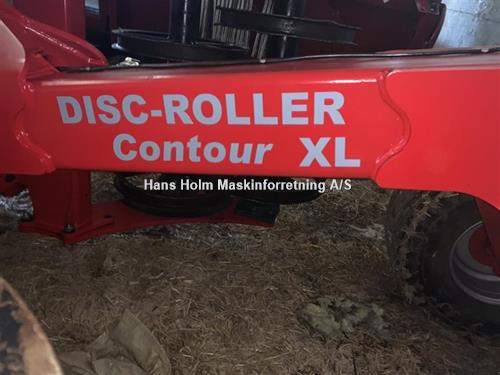 DISC-ROLLER
Contour XL
Hans Holm Maskinforretning A/S